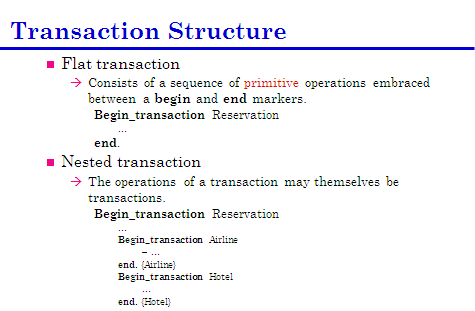 Transaction Structure
Flat transaction
→ Consists of a sequence of primitive operations embraced
between a begin and end markers.
Begin_transaction Reservation
...
end.
Nested transaction
→ The operations of a transaction may themselves be
transactions.
Begin_transaction Reservation
...
Begin_transaction Airline
– ...
end. {Airline}
Begin_transaction Hotel
...
end. {Hotel}